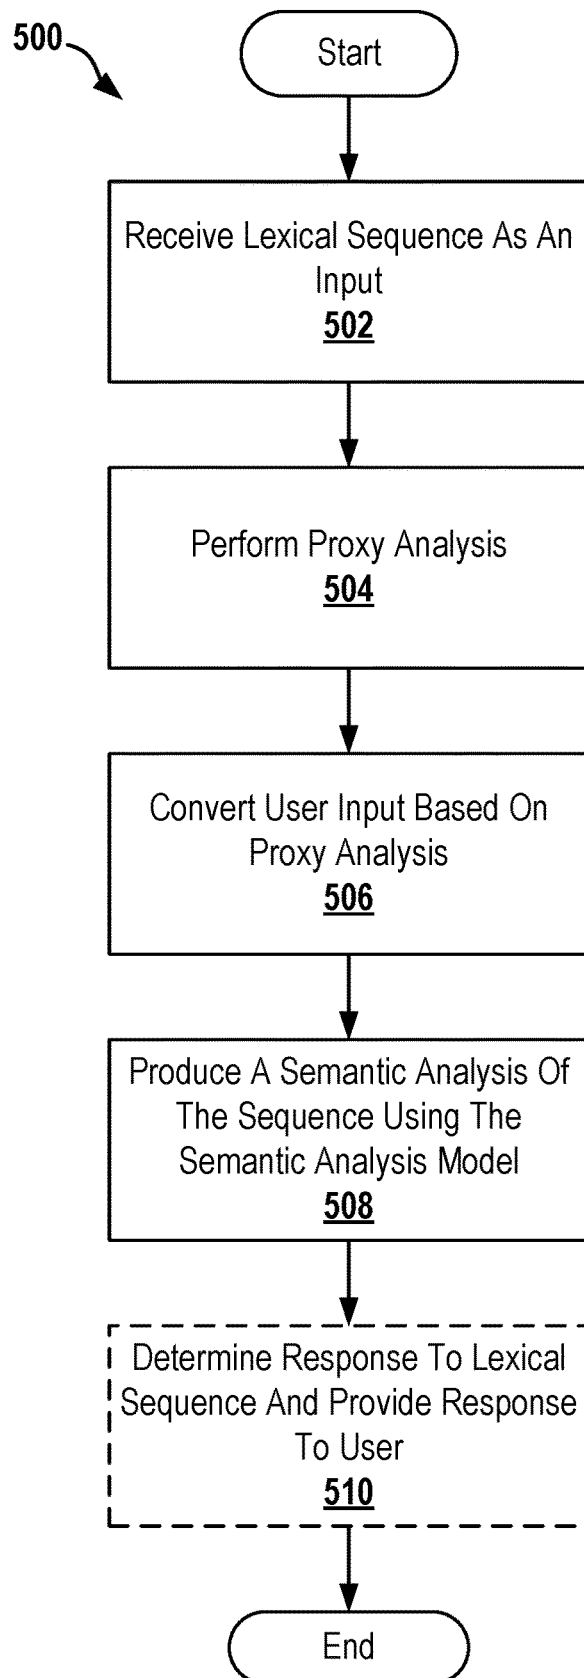 500
Start
Receive Lexical Sequence As An
Input
502
Perform Proxy Analysis
504
Convert User Input Based On
Proxy Analysis
506
Produce A Semantic Analysis Of
The Sequence Using The
Semantic Analysis Model
508
Determine Response To Lexical
Sequence And Provide Response
To User
510
End